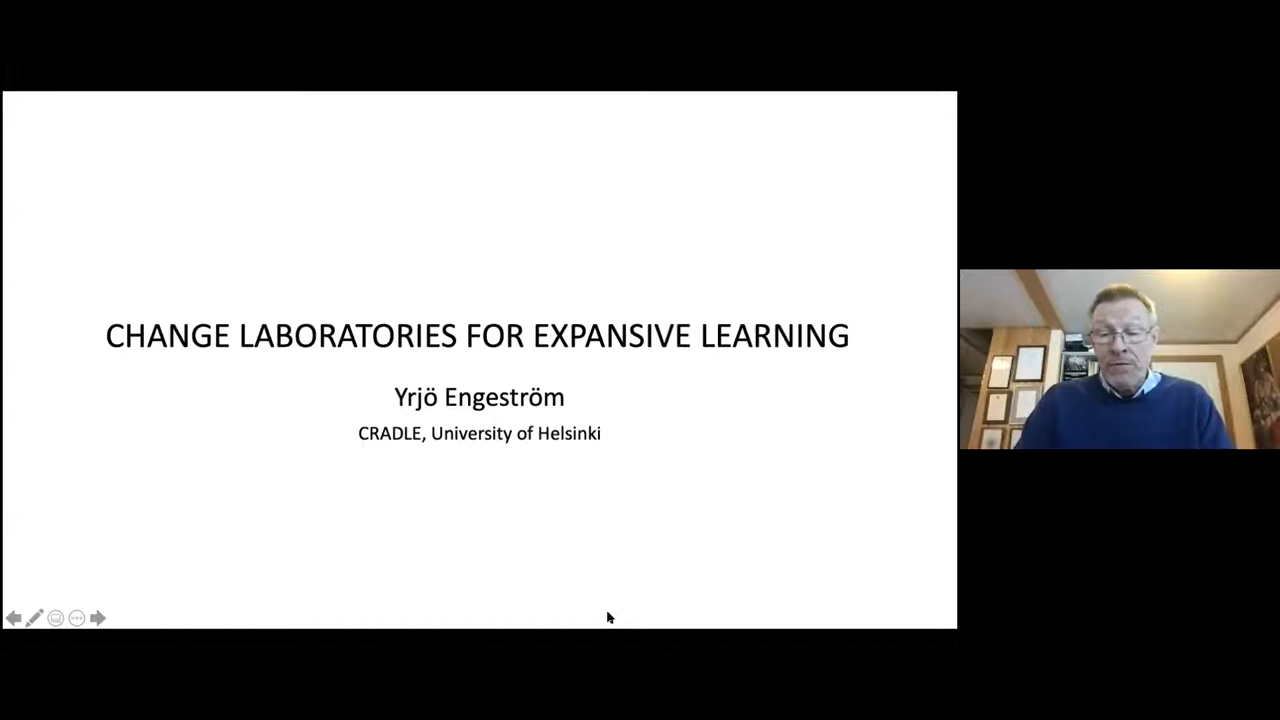 CHANGE LABORATORIES FOR EXPANSIVE LEARNING
Yrjö Engeström
CRADLE, University of Helsinki